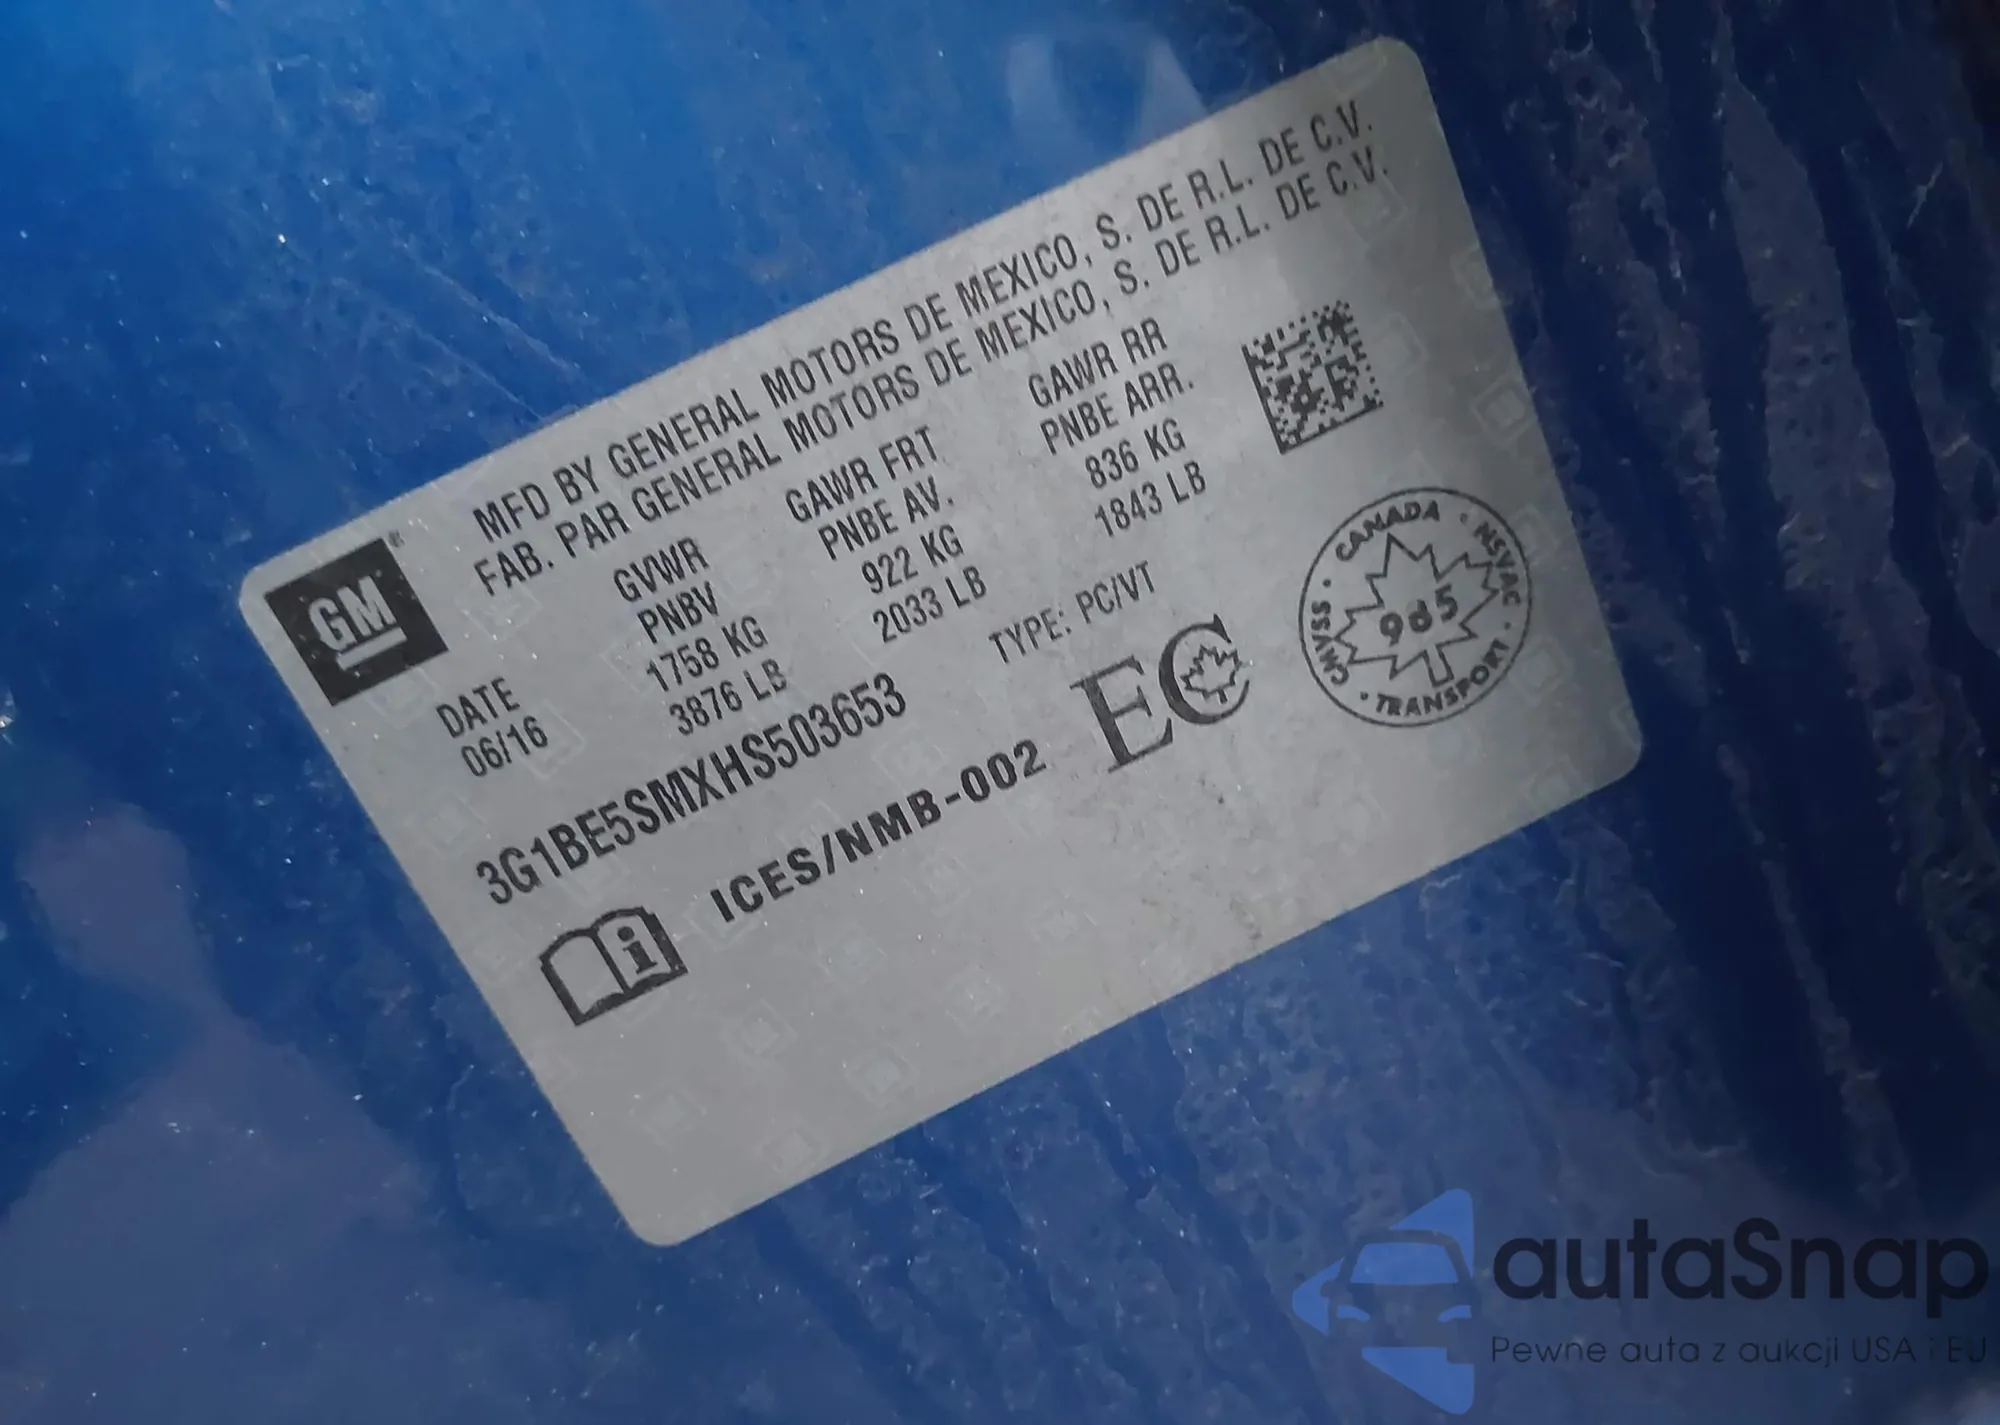 GM
MFD BY GENERAL MOTORS DE MEXICO, S. DE R.L. DE C.V.
FAB. PAR GENERAL MOTORS DE MEXICO, S. DE R.L. DE C.V.
DATE
06/16
GVWR
PNBV
1758 KG
3876 LB
GAWR FRT
PNBE AV.
922 KG
2033 LB
GAWR RR
PNBE ARR.
836 KG
1843 LB
3G1BE5SMXHS503653
TYPE: PC/VT
ICES/NMB-002
EC
CMVSS · CANADA · NSVAC · TRANSPORT ·
9d5
i
autaSnap
Pewne auta z aukcji USA i EU